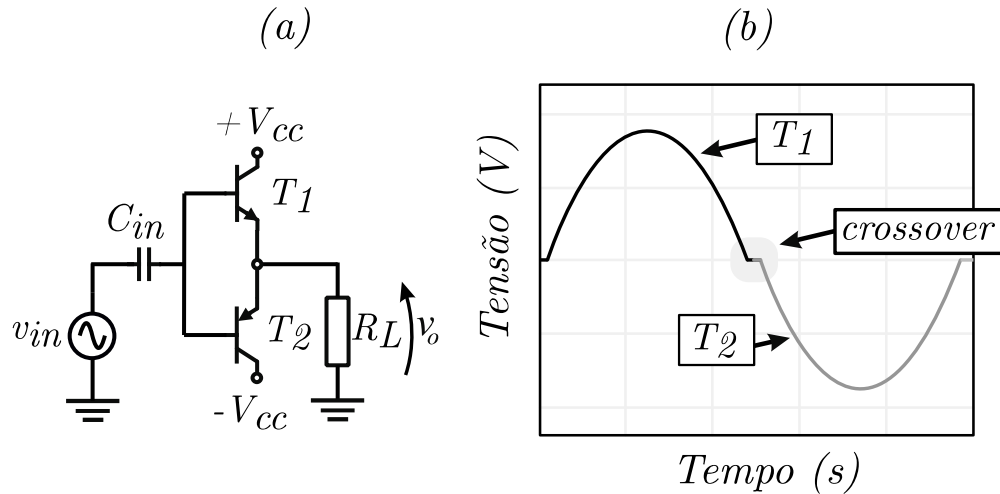 (a)
+Vcc
T1
Cin
vin
T2
RL
vo
-Vcc
(b)
Tensão (V)
T1
crossover
T2
Tempo (s)